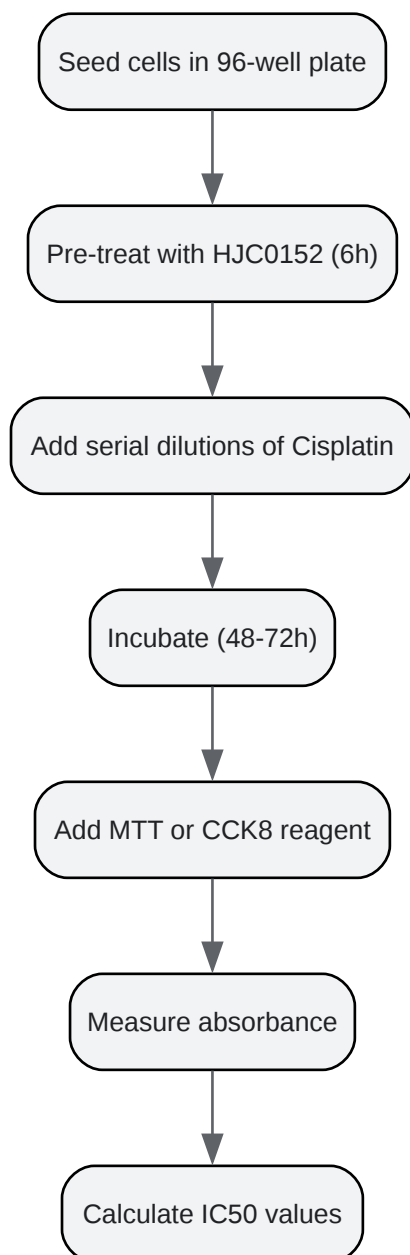 Seed cells in 96-well plate
Pre-treat with HJC0152 (6h)
Add serial dilutions of Cisplatin
Incubate (48-72h)
Add MTT or CCK8 reagent
Measure absorbance
Calculate IC50 values